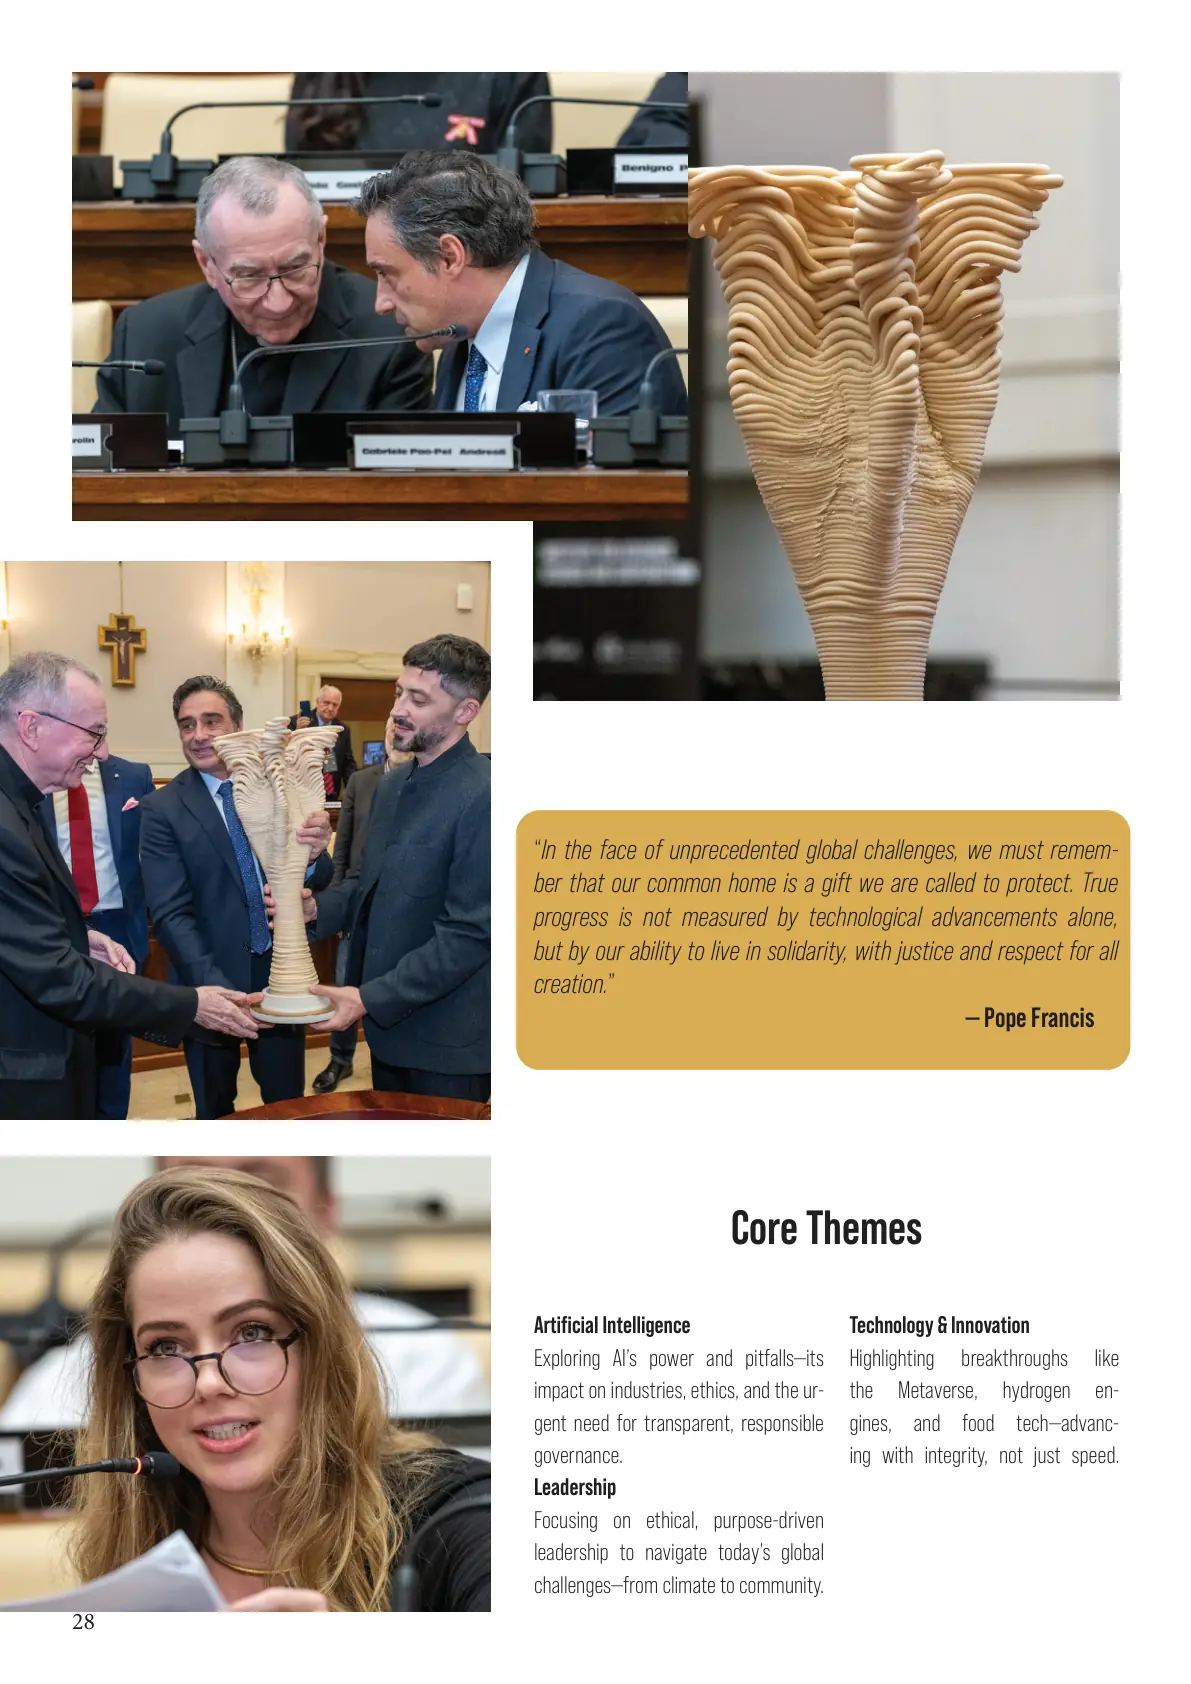 Benigno
rolin
Gabriele Pao-Pei Andreoli
“In the face of unprecedented global challenges, we must remem-
ber that our common home is a gift we are called to protect. True
progress is not measured by technological advancements alone,
but by our ability to live in solidarity, with justice and respect for all
creation.”
– Pope Francis
Core Themes
Artificial Intelligence
Exploring AI’s power and pitfalls—its
impact on industries, ethics, and the ur-
gent need for transparent, responsible
governance.
Leadership
Focusing on ethical, purpose-driven
leadership to navigate today’s global
challenges—from climate to community.
Technology & Innovation
Highlighting breakthroughs like
the Metaverse, hydrogen en-
gines, and food tech—advanc-
ing with integrity, not just speed.
28